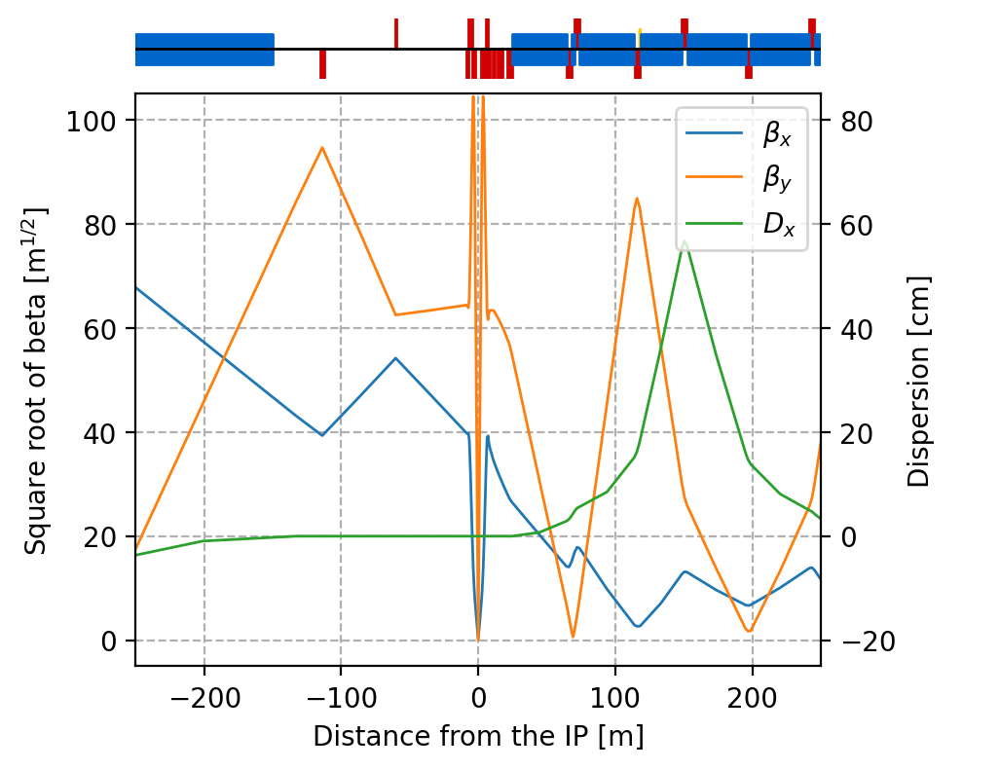 100
80
60
40
20
0
Square root of beta [m^{1/2}]
β_x
β_y
D_x
80
60
40
20
0
−20
Dispersion [cm]
−200
−100
0
100
200
Distance from the IP [m]